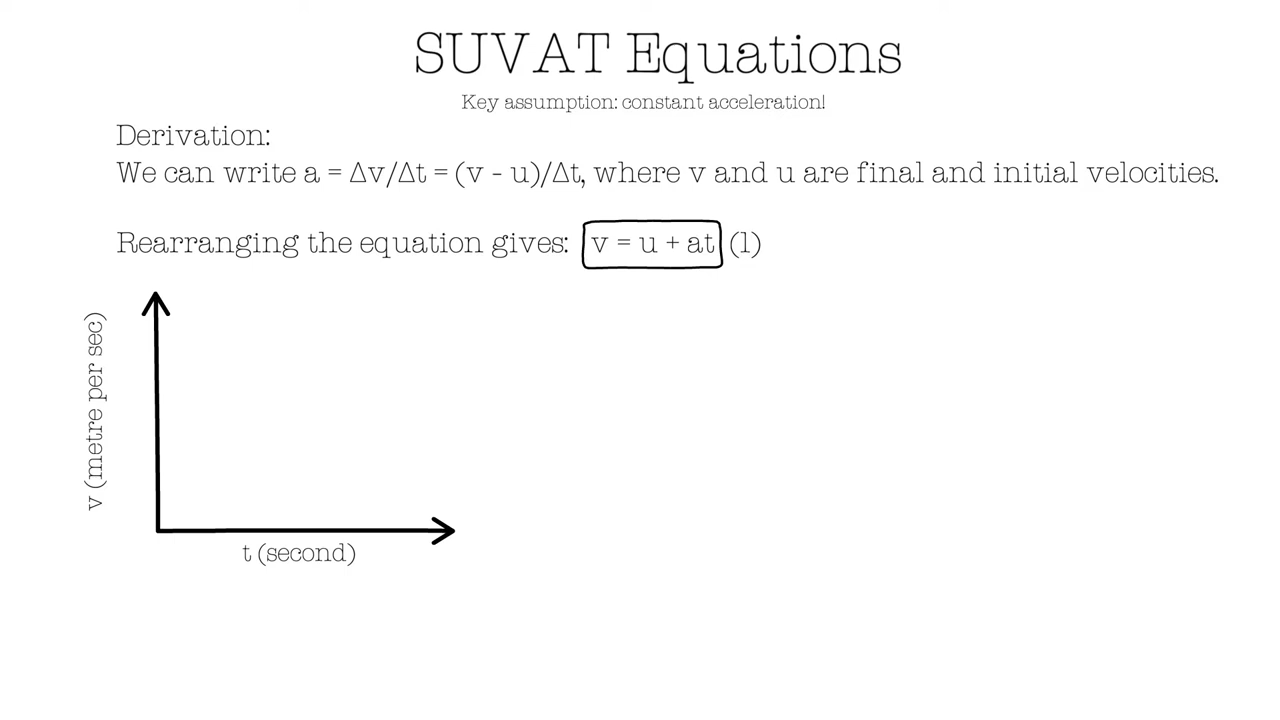 SUVAT Equations
Key assumption: constant acceleration!
Derivation:
We can write a = Δv/Δt = (v - u)/Δt, where v and u are final and initial velocities.
Rearranging the equation gives: v = u + at (1)
v (metre per sec)
t (second)